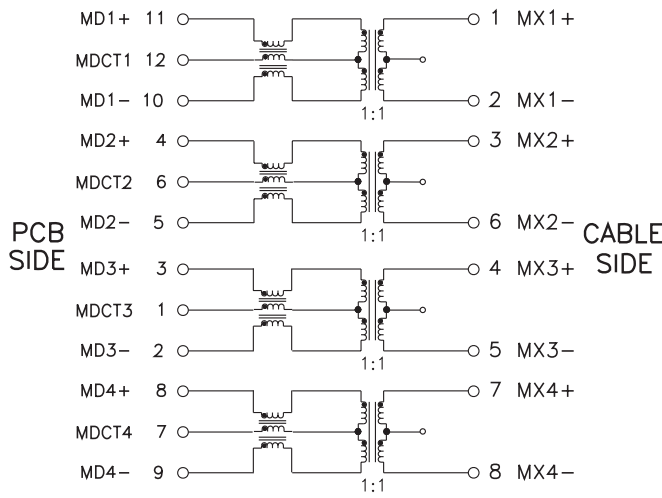 MD1+ 11 1 MX1+
MDCT1 12
MD1- 10 2 MX1-
1:1
MD2+ 4 3 MX2+
MDCT2 6
MD2- 5 6 MX2-
1:1
PCB
SIDE
CABLE
SIDE
MD3+ 3 4 MX3+
MDCT3 1
MD3- 2 5 MX3-
1:1
MD4+ 8 7 MX4+
MDCT4 7
MD4- 9 8 MX4-
1:1